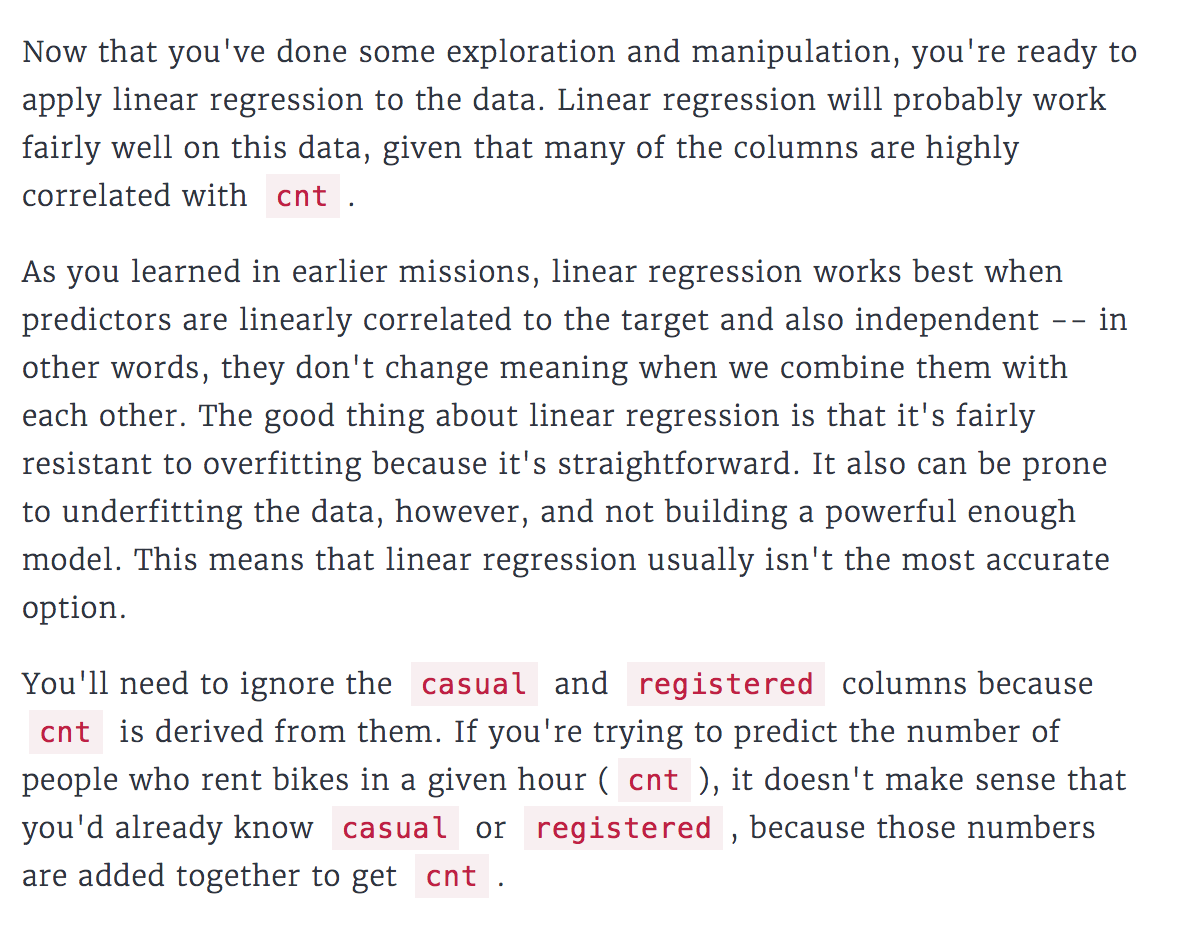 Now that you've done some exploration and manipulation, you're ready to
apply linear regression to the data. Linear regression will probably work
fairly well on this data, given that many of the columns are highly
correlated with cnt .
As you learned in earlier missions, linear regression works best when
predictors are linearly correlated to the target and also independent -- in
other words, they don't change meaning when we combine them with
each other. The good thing about linear regression is that it's fairly
resistant to overfitting because it's straightforward. It also can be prone
to underfitting the data, however, and not building a powerful enough
model. This means that linear regression usually isn't the most accurate
option.
You'll need to ignore the casual and registered columns because
cnt is derived from them. If you're trying to predict the number of
people who rent bikes in a given hour ( cnt ), it doesn't make sense that
you'd already know casual or registered , because those numbers
are added together to get cnt .